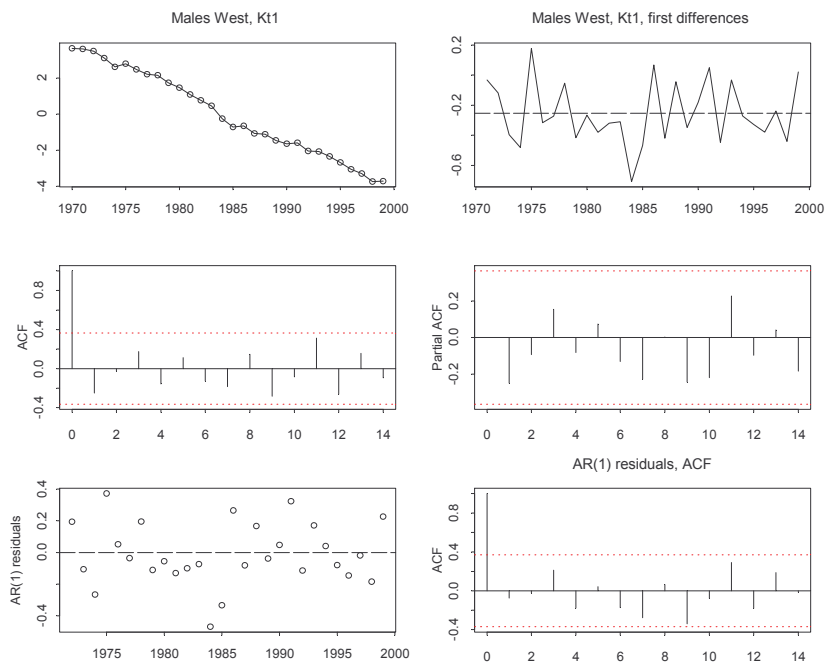 Males West, Kt1
2
0
-2
-4
1970 1975 1980 1985 1990 1995 2000
Males West, Kt1, first differences
0.2
-0.2
-0.6
1970 1975 1980 1985 1990 1995 2000
ACF
0.8
0.4
0.0
-0.4
0 2 4 6 8 10 12 14
Partial ACF
0.2
0.0
-0.2
0 2 4 6 8 10 12 14
AR(1) residuals
0.4
0.0
-0.4
1975 1980 1985 1990 1995 2000
AR(1) residuals, ACF
ACF
0.8
0.4
0.0
-0.4
0 2 4 6 8 10 12 14